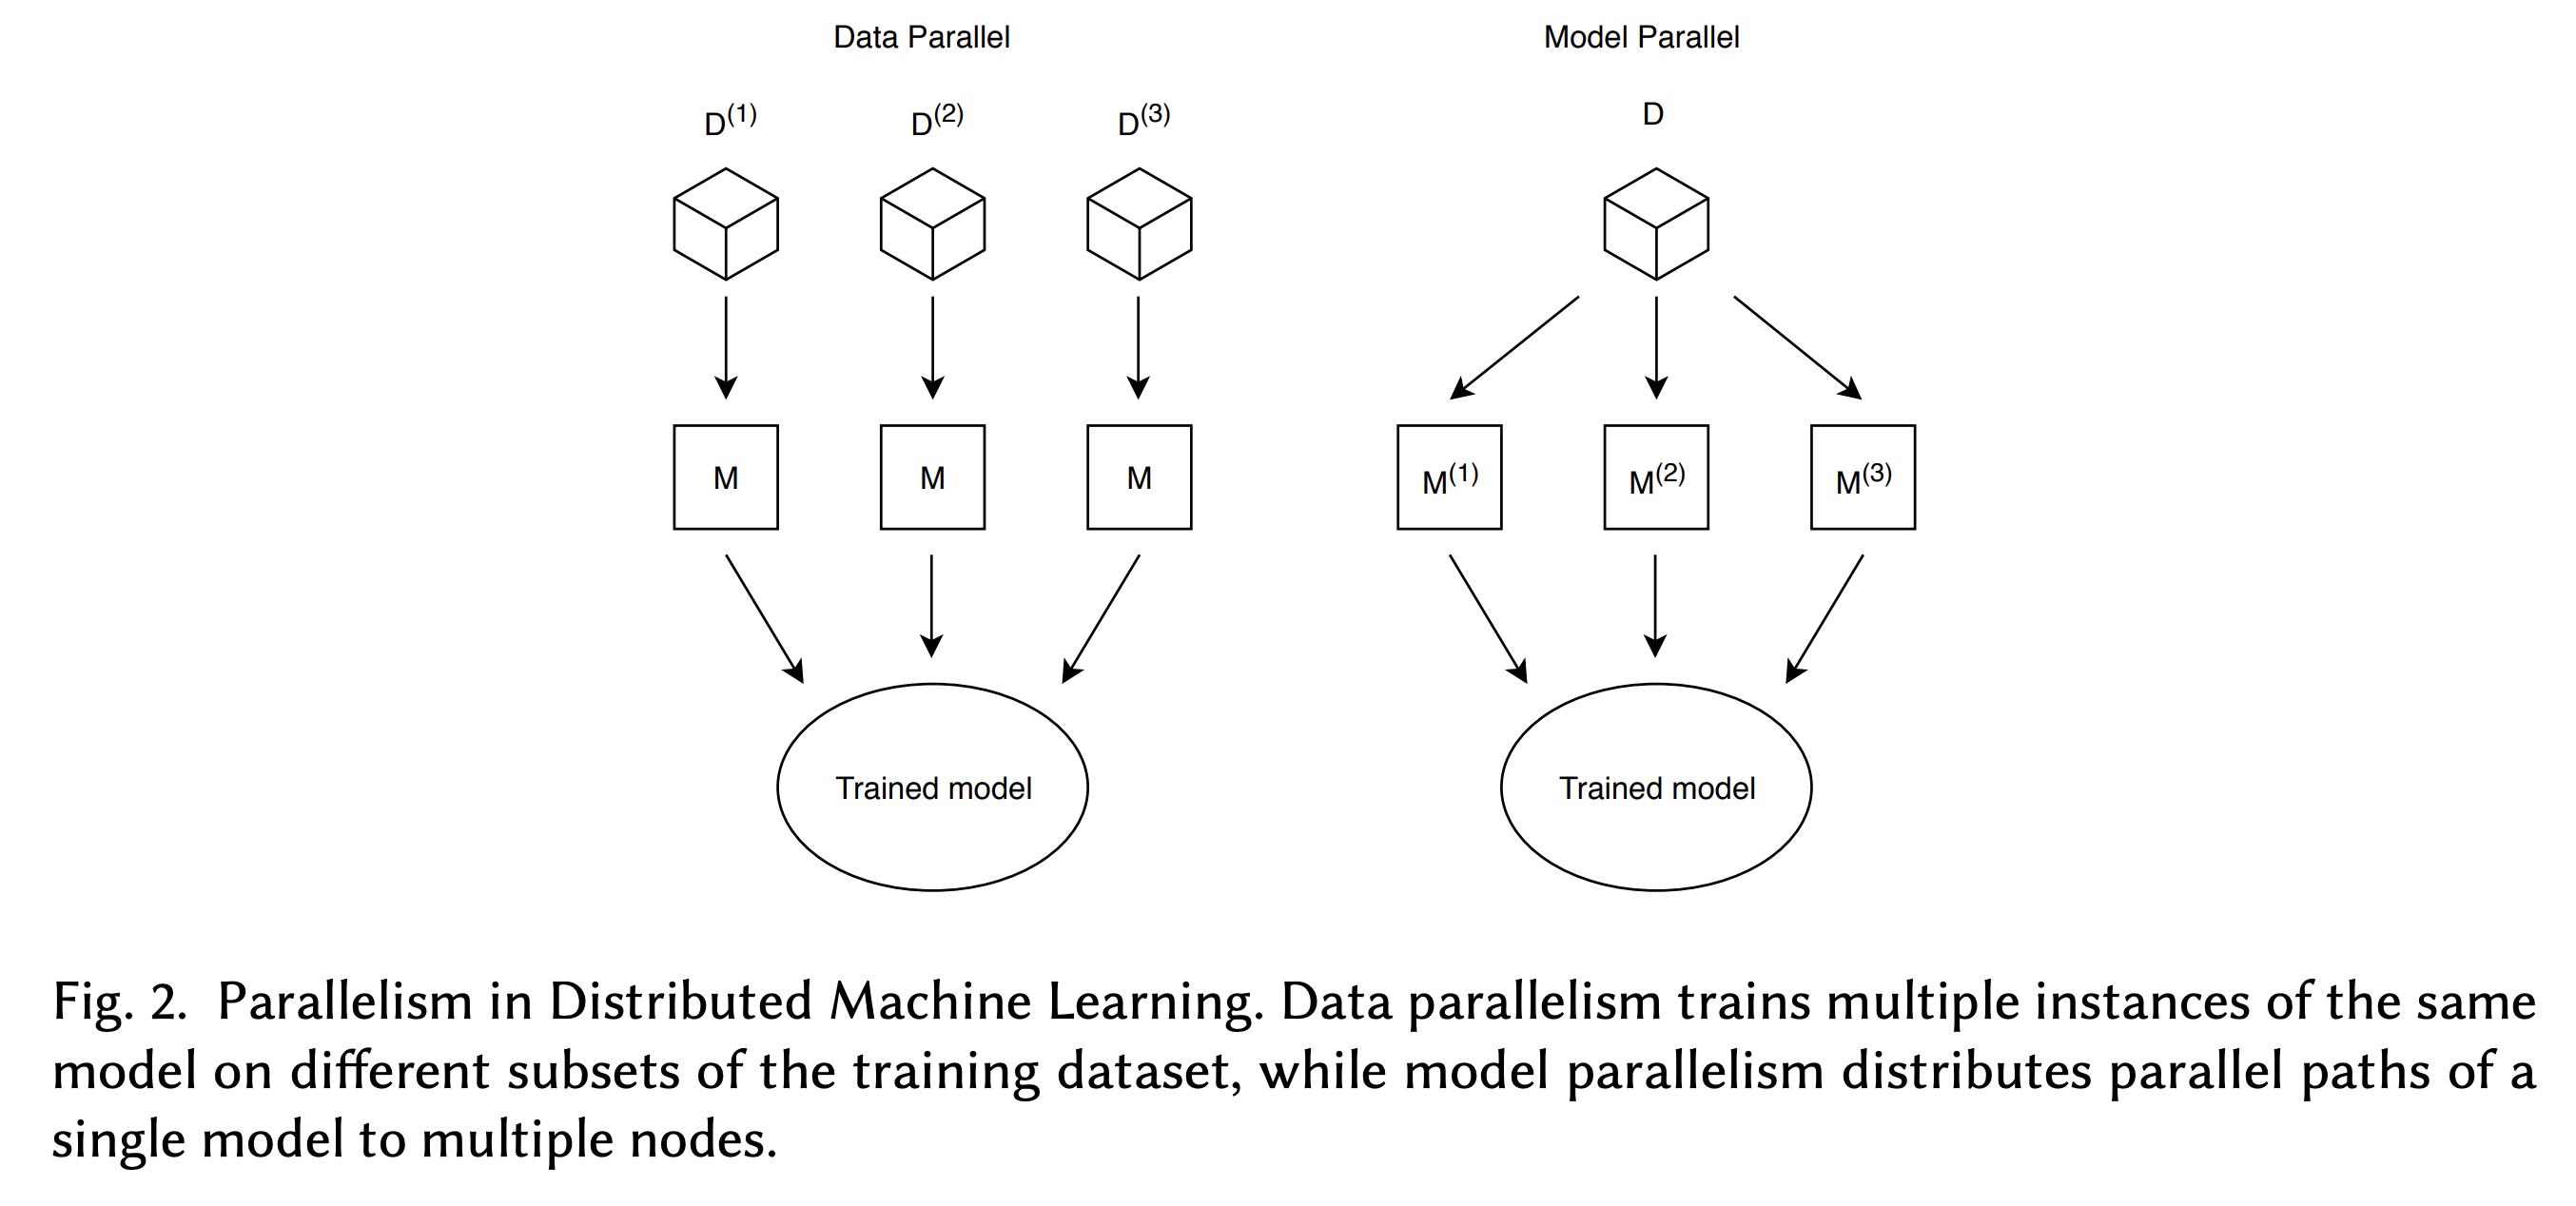 Data Parallel
Model Parallel
D(1)
D(2)
D(3)
D
M
M
M
M(1)
M(2)
M(3)
Trained model
Trained model
Fig. 2. Parallelism in Distributed Machine Learning. Data parallelism trains multiple instances of the same
model on different subsets of the training dataset, while model parallelism distributes parallel paths of a
single model to multiple nodes.